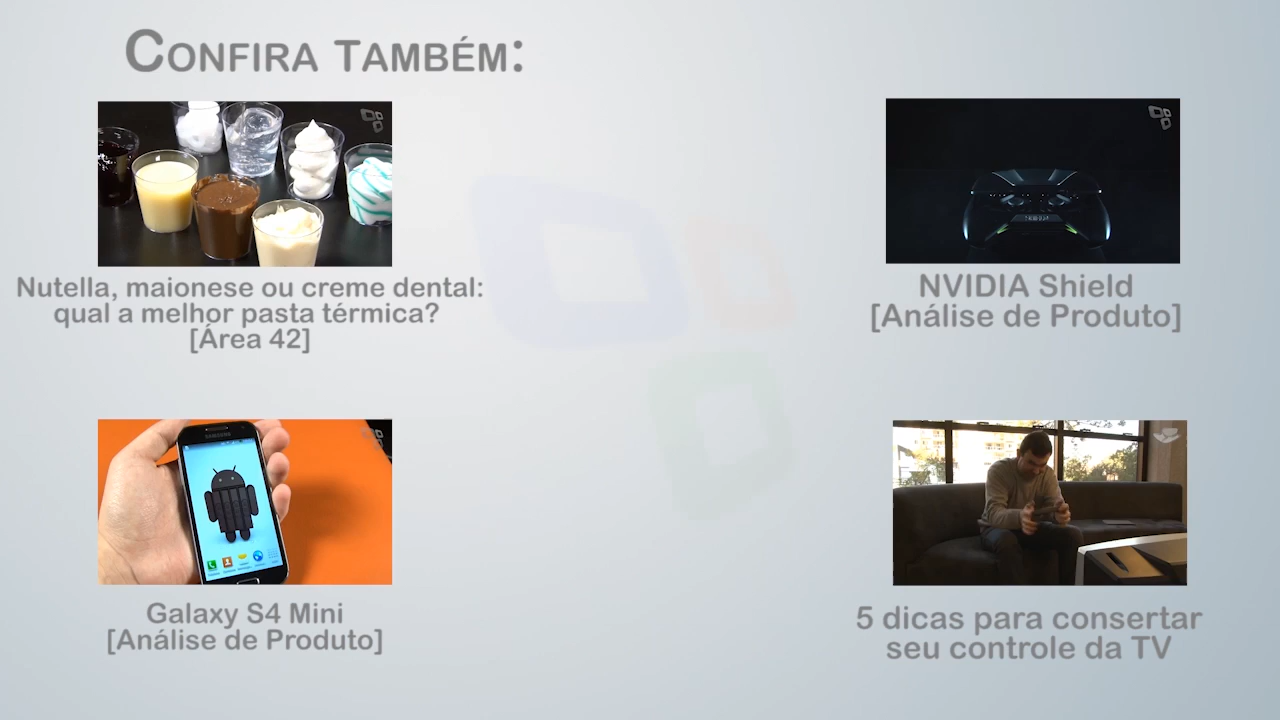 Confira Também:
Nutella, maionese ou creme dental:
qual a melhor pasta térmica?
[Área 42]
NVIDIA Shield
[Análise de Produto]
SAMSUNG
Galaxy S4 Mini
[Análise de Produto]
5 dicas para consertar
seu controle da TV